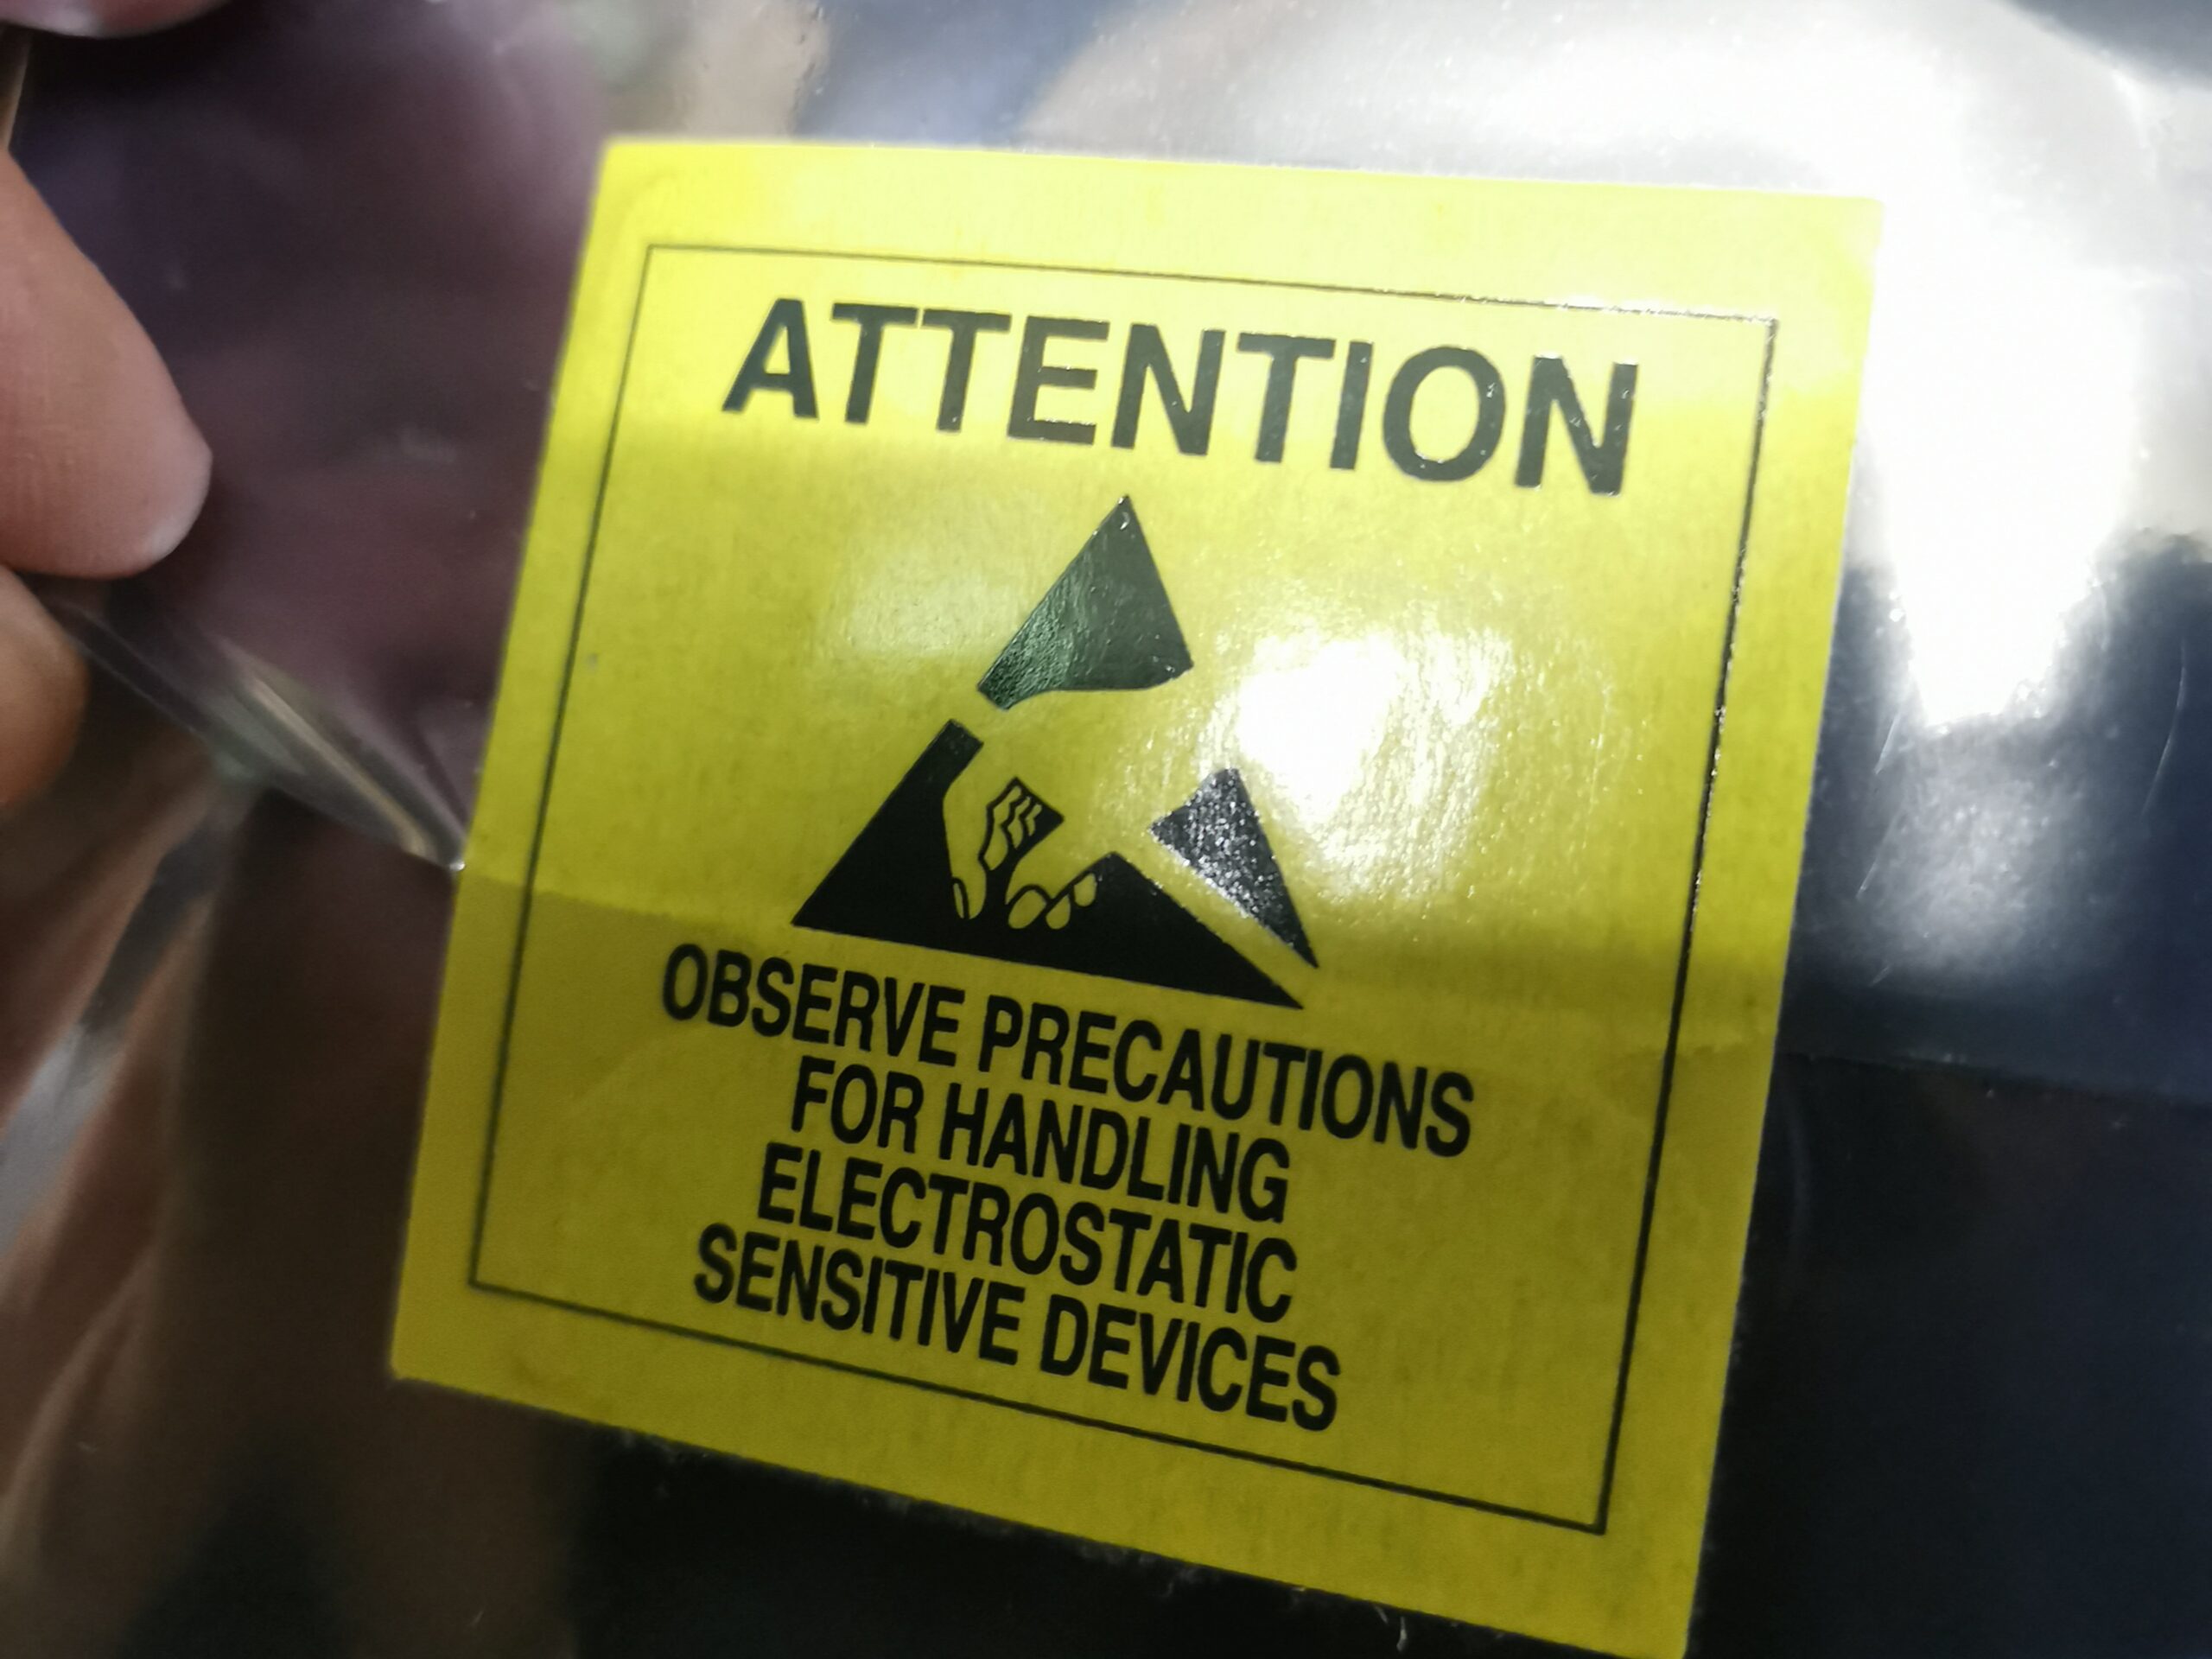 ATTENTION
OBSERVE PRECAUTIONS
FOR HANDLING
ELECTROSTATIC
SENSITIVE DEVICES